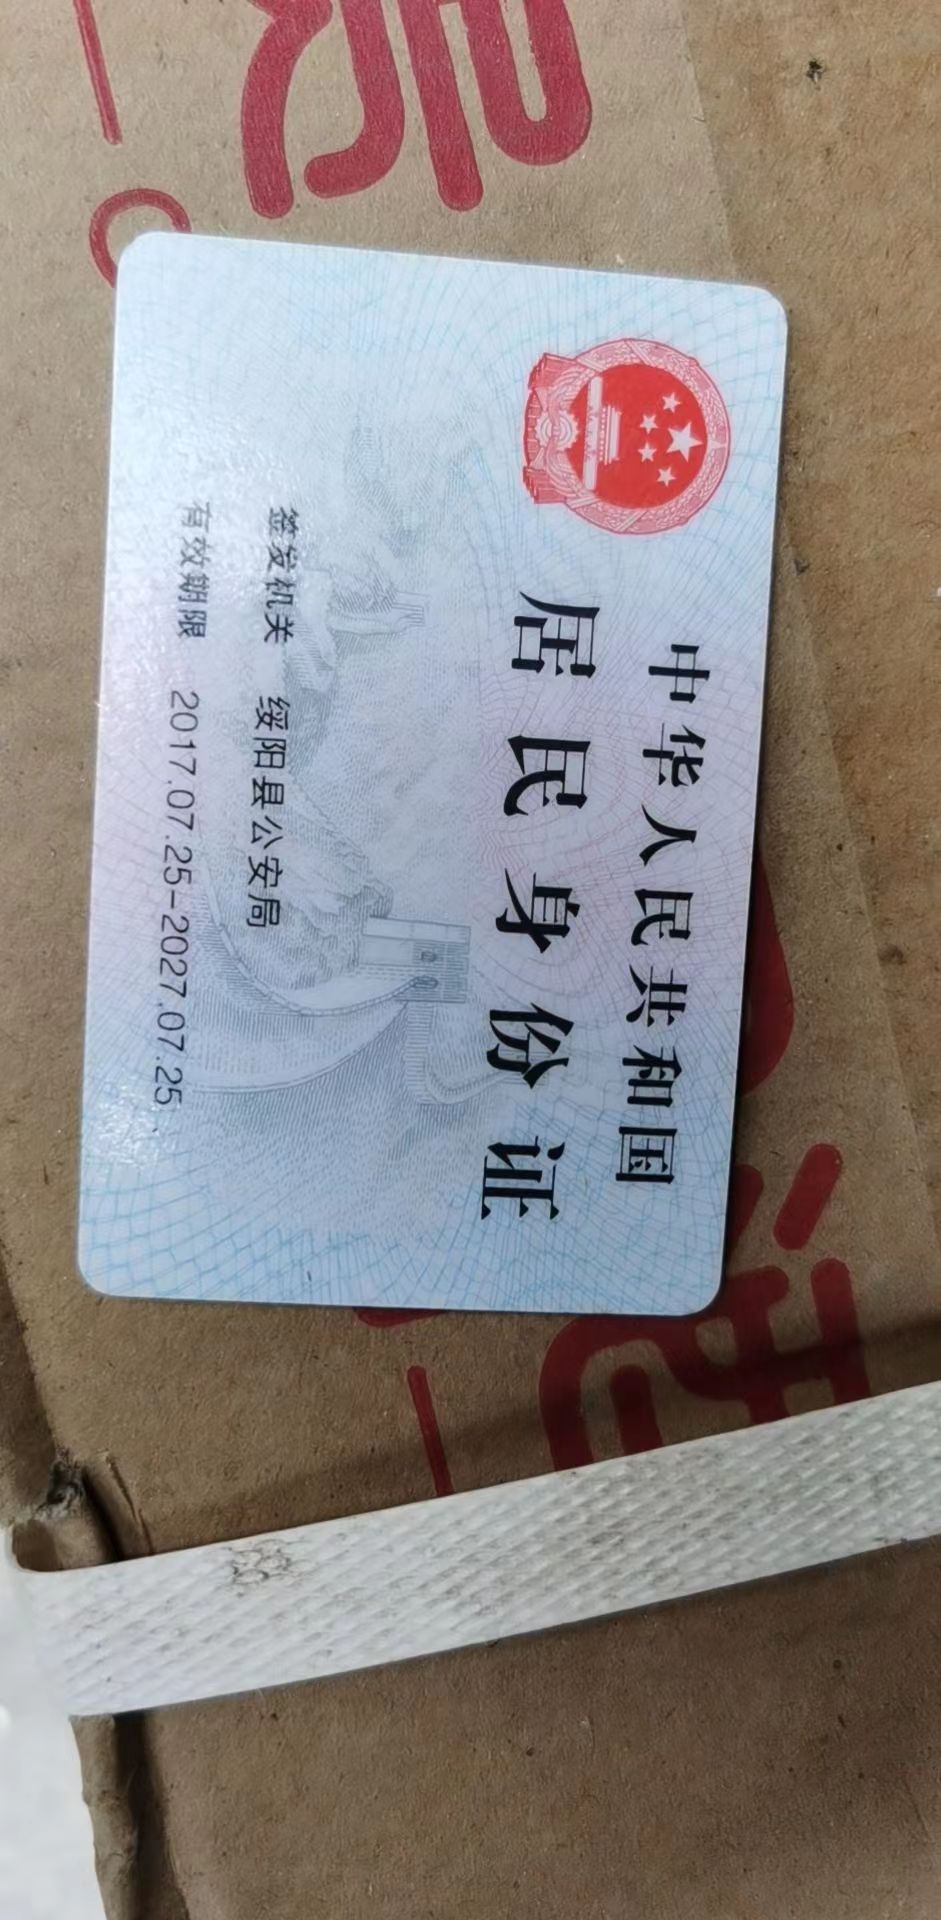 中华人民共和国
居民身份证
签发机关 绥阳县公安局
有效期限 2017.07.25-2027.07.25